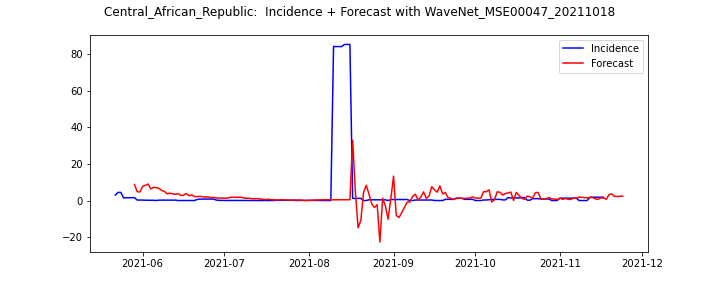 Central_African_Republic:  Incidence + Forecast with WaveNet_MSE00047_20211018
Incidence
Forecast
80
60
40
20
0
−20
2021-06 2021-07 2021-08 2021-09 2021-10 2021-11 2021-12